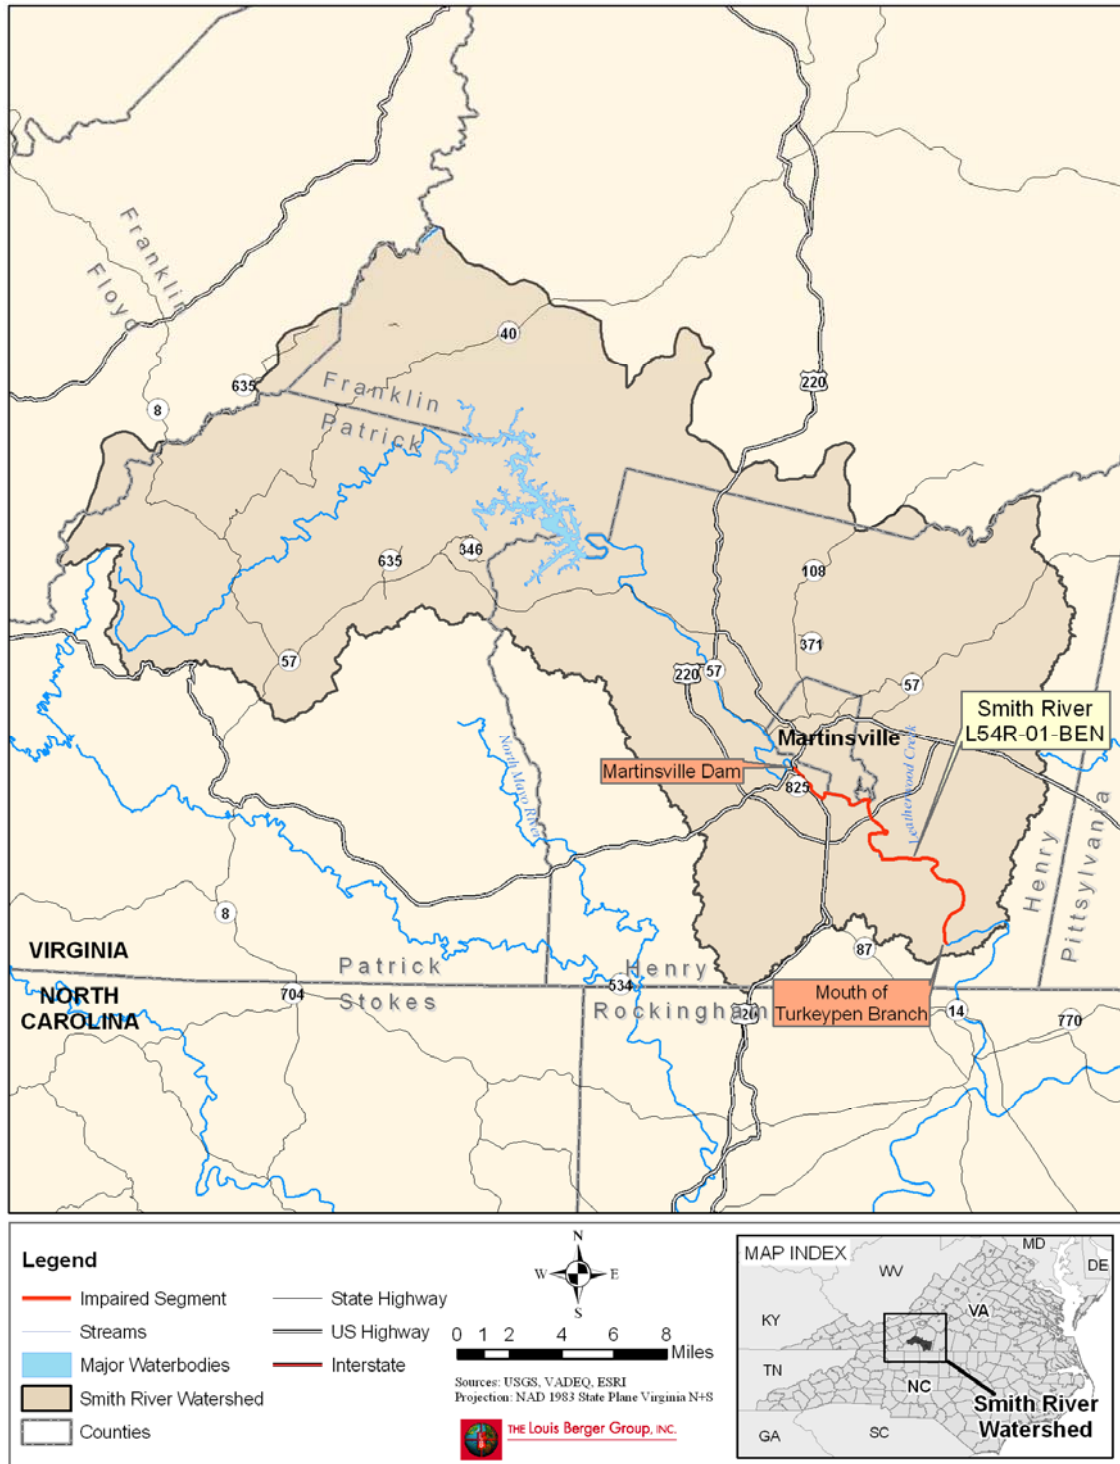 Franklin
Floyd
40
220
635
8
Franklin
Patrick
346
635
108
371
57
57
220
57
Smith River
L54R-01-BEN
Martinsville
Martinsville Dam
825
North Mayo River
Leatherwood Creek
Henry
Pittsylvania
8
87
VIRGINIA
Patrick
Henry
NORTH
CAROLINA
704
Stokes
534
Rockingham
Mouth of
Turkeypen Branch
14
770
Legend
Impaired Segment
Streams
Major Waterbodies
Smith River Watershed
Counties
State Highway
US Highway
Interstate
N
W E
S
0 1 2 4 6 8
Miles
Sources: USGS, VADEQ, ESRI
Projection: NAD 1983 State Plane Virginia N+S
THE Louis Berger Group, INC.
MAP INDEX
MD
DE
WV
VA
KY
TN
NC
SC
GA
Smith River
Watershed